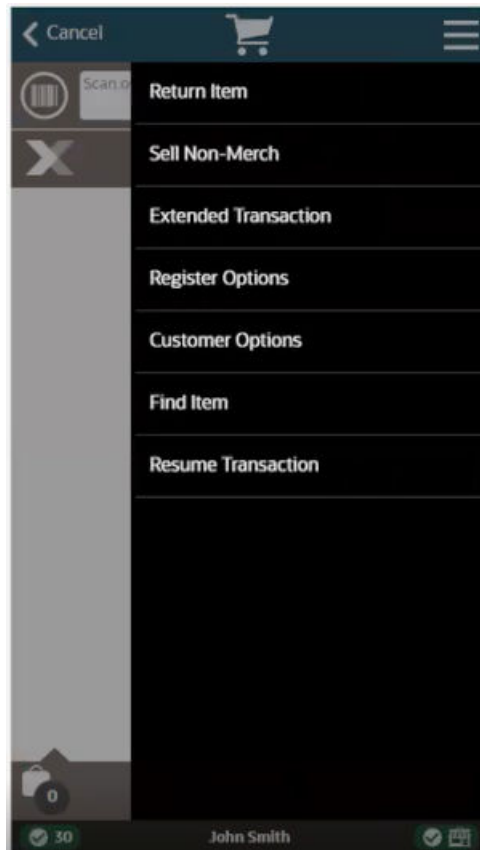 Cancel
Scan o
Return Item
Sell Non-Merch
Extended Transaction
Register Options
Customer Options
Find Item
Resume Transaction
0
30 John Smith